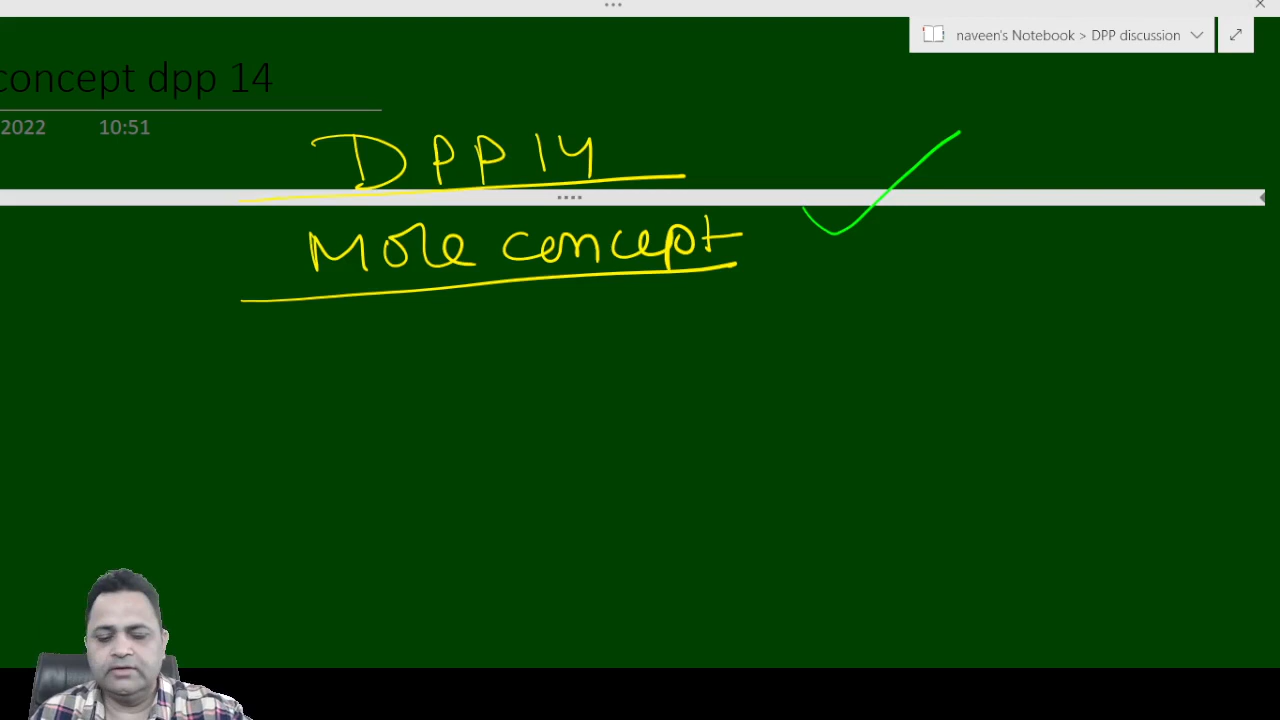 naveen's Notebook > DPP discussion
concept dpp 14
2022 10:51
DPP 14
Mole concept